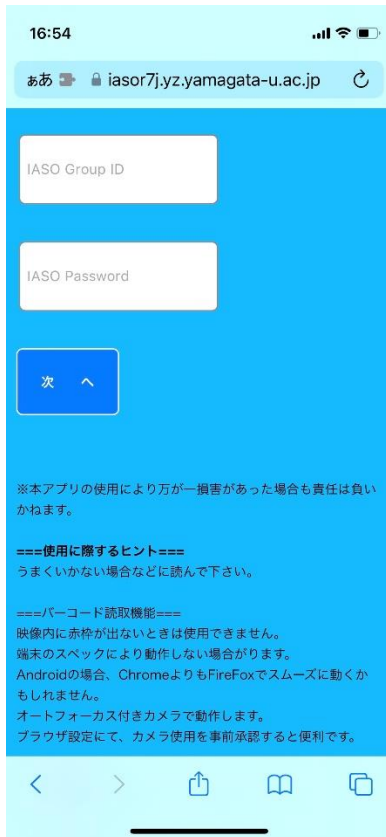 16:54
ぁあ iasor7j.yz.yamagata-u.ac.jp
IASO Group ID
IASO Password
次 へ
※本アプリの使用により万が一損害があった場合も責任は負い
かねます。
===使用に際するヒント===
うまくいかない場合などに読んで下さい。
===バーコード読取機能===
映像内に赤枠が出ないときは使用できません。
端末のスペックにより動作しない場合がります。
Androidの場合、ChromeよりもFireFoxでスムーズに動くか
もしれません。
オートフォーカス付きカメラで動作します。
ブラウザ設定にて、カメラ使用を事前承認すると便利です。